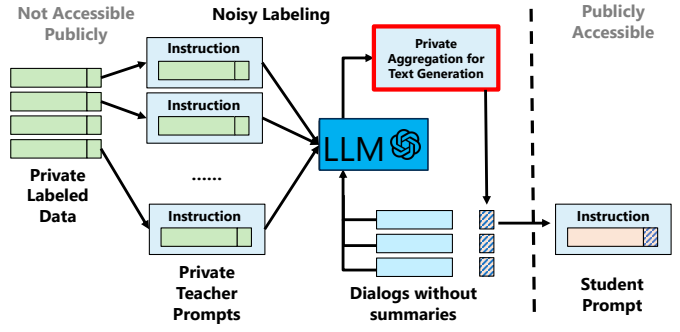 Not Accessible
Publicly
Noisy Labeling
Publicly
Accessible
Instruction
Instruction
......
Instruction
Private
Labeled
Data
Private
Teacher
Prompts
Private
Aggregation for
Text Generation
LLM
Dialogs without
summaries
Instruction
Student
Prompt